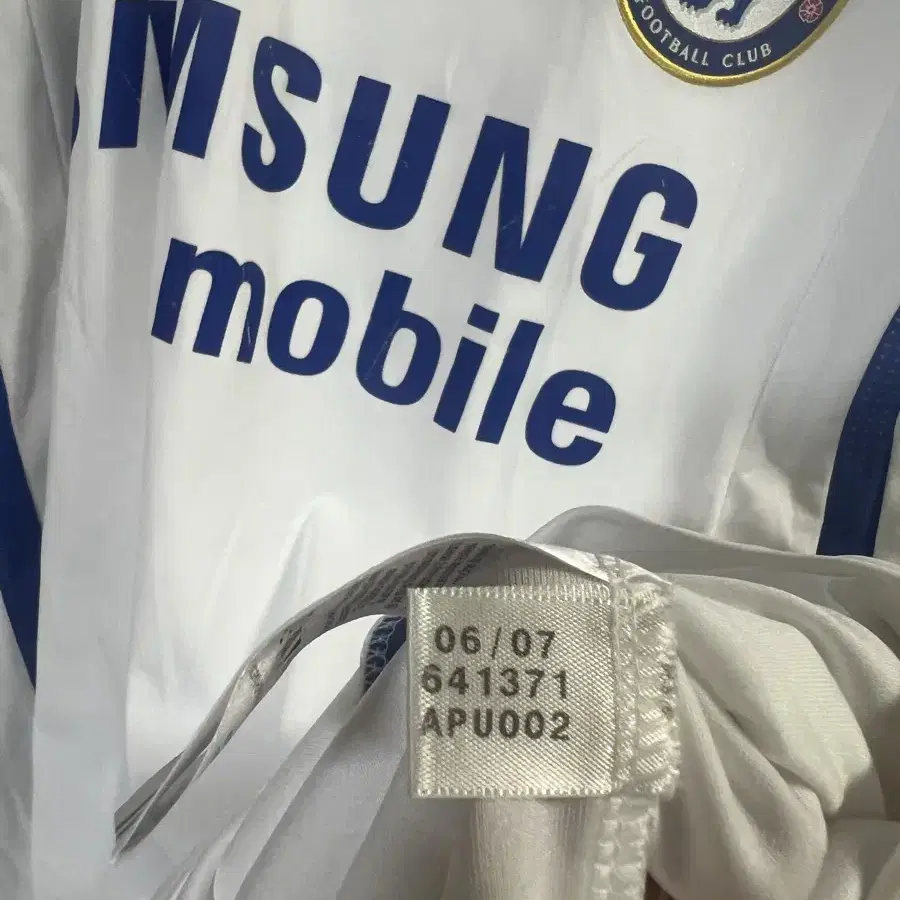 FOOTBALL CLUB
MSUNG
mobile
06/07
641371
APU002